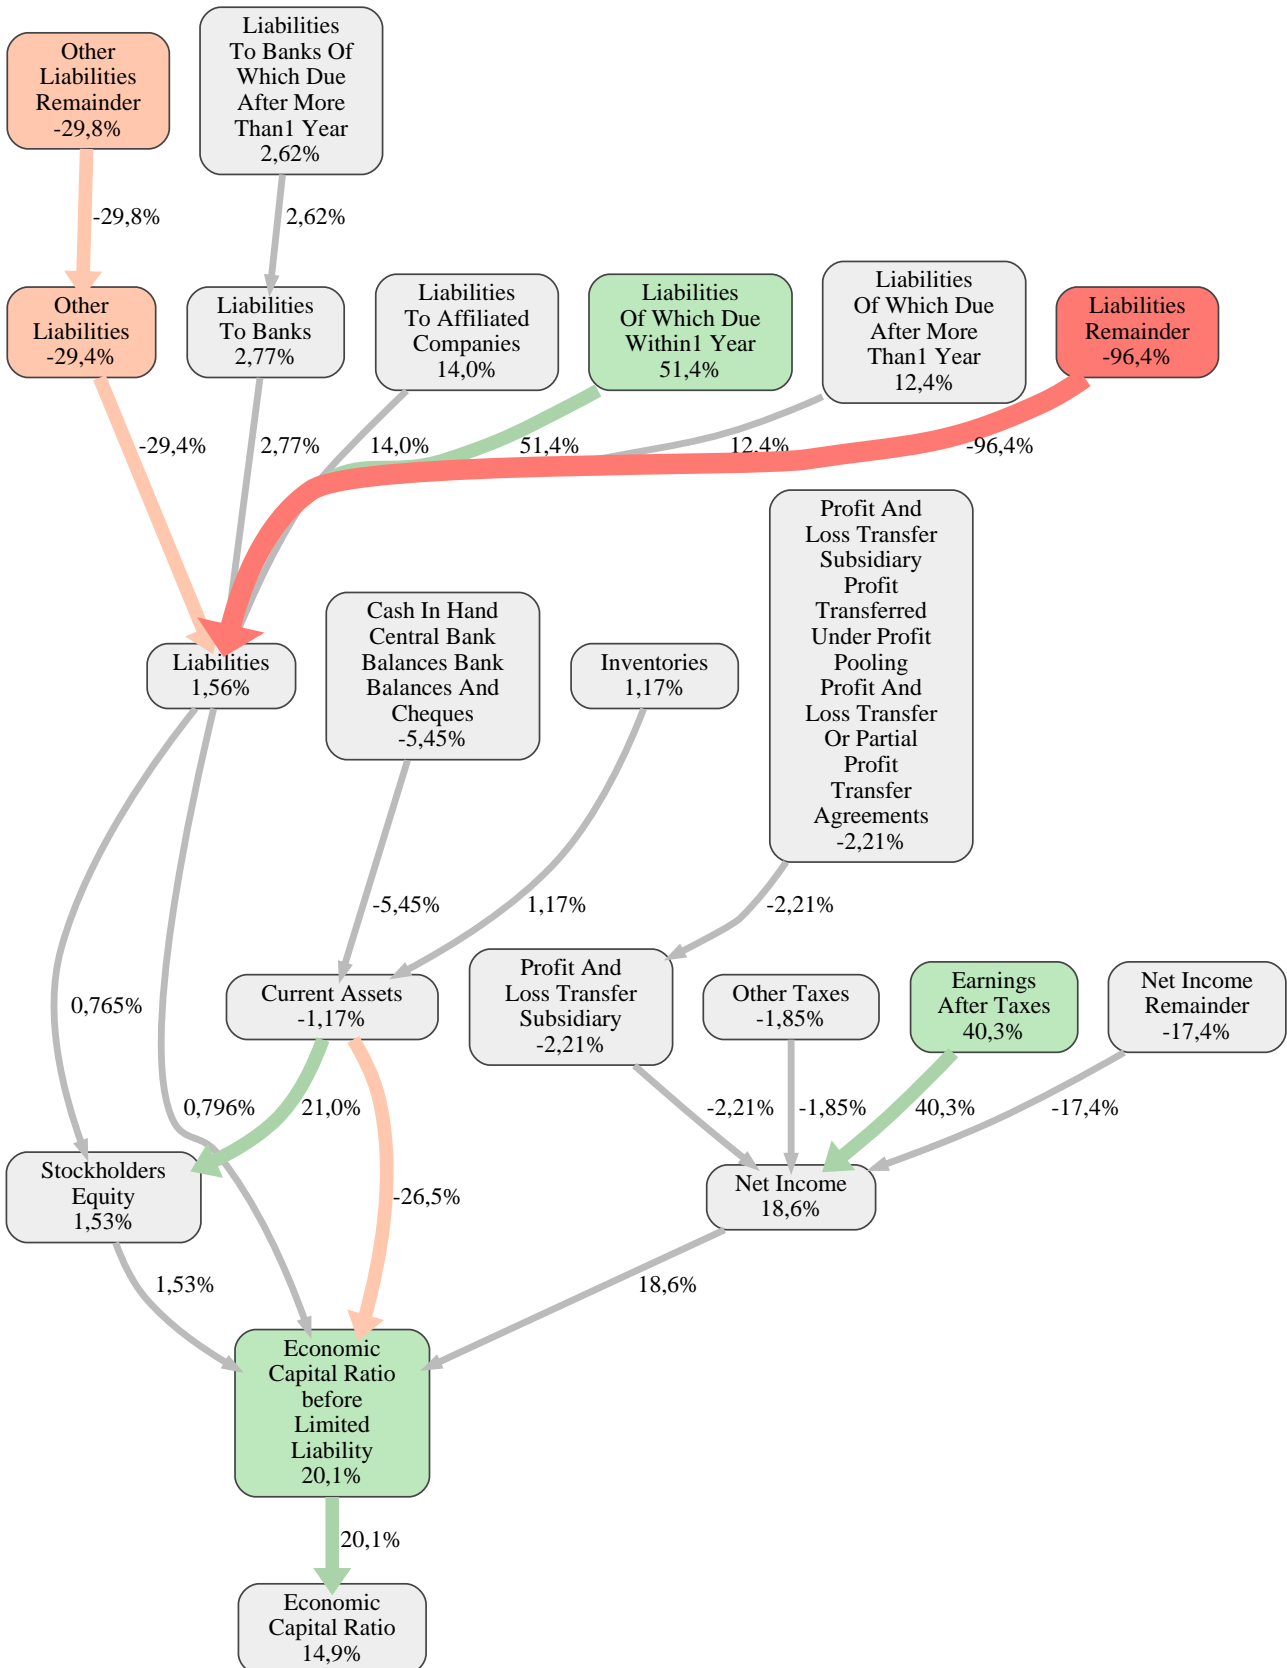 Other
Liabilities
Remainder
-29,8%
Liabilities
To Banks Of
Which Due
After More
Than1 Year
2,62%
-29,8%
2,62%
Other
Liabilities
-29,4%
Liabilities
To Banks
2,77%
Liabilities
To Affiliated
Companies
14,0%
Liabilities
Of Which Due
Within1 Year
51,4%
Liabilities
Of Which Due
After More
Than1 Year
12,4%
Liabilities
Remainder
-96,4%
-29,4%
2,77%
14,0%
51,4%
12,4%
-96,4%
Profit And
Loss Transfer
Subsidiary
Profit
Transferred
Under Profit
Pooling
Profit And
Loss Transfer
Or Partial
Profit
Transfer
Agreements
-2,21%
Cash In Hand
Central Bank
Balances Bank
Balances And
Cheques
-5,45%
Liabilities
1,56%
Inventories
1,17%
-5,45%
1,17%
-2,21%
Profit And
Loss Transfer
Subsidiary
-2,21%
Other Taxes
-1,85%
Earnings
After Taxes
40,3%
Net Income
Remainder
-17,4%
Current Assets
-1,17%
0,765%
0,796%
21,0%
-2,21%
-1,85%
40,3%
-17,4%
Stockholders
Equity
1,53%
-26,5%
Net Income
18,6%
1,53%
18,6%
Economic
Capital Ratio
before
Limited
Liability
20,1%
20,1%
Economic
Capital Ratio
14,9%